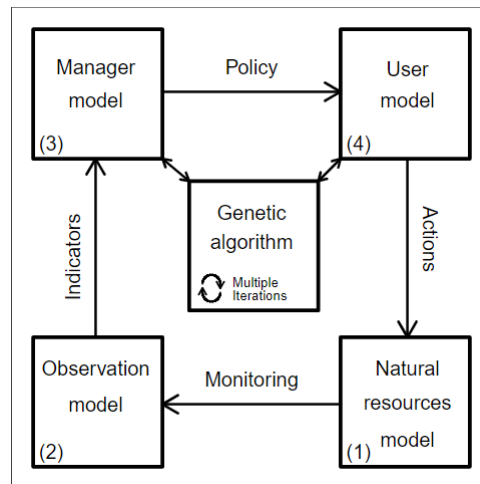 Manager
model
(3)
Policy
User
model
(4)
Genetic
algorithm
Multiple
Iterations
Indicators
Actions
Observation
model
(2)
Monitoring
Natural
resources
model
(1)